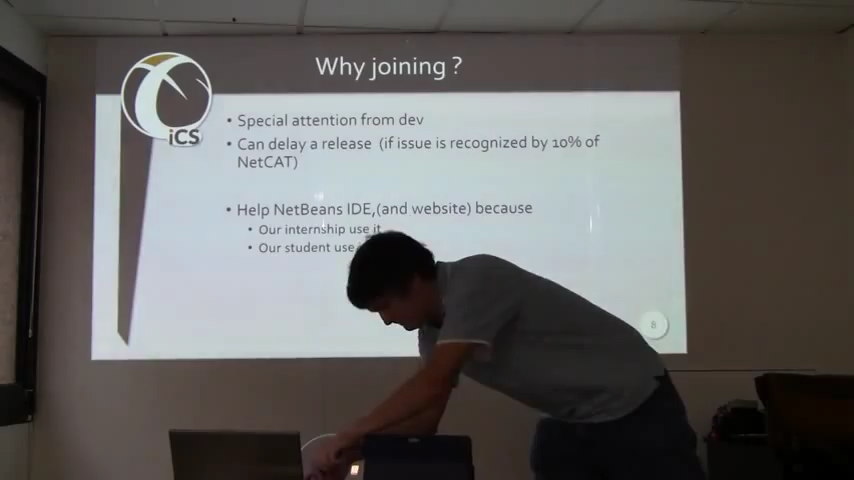 Why joining ?
iCS
• Special attention from dev
• Can delay a release (if issue is recognized by 10% of
NetCAT)
• Help NetBeans IDE,(and website) because
• Our internship use it
• Our student use
8